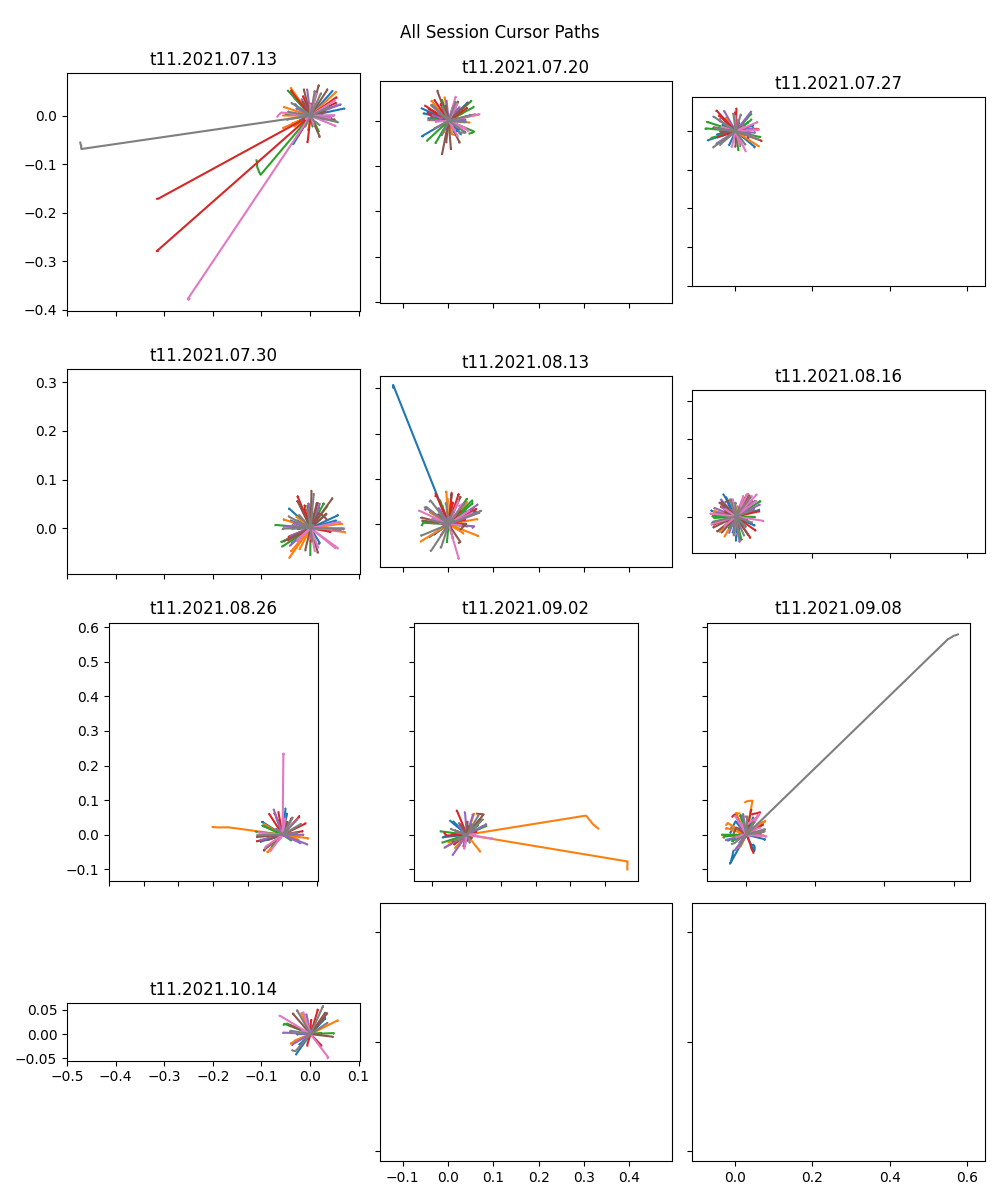 All Session Cursor Paths
t11.2021.07.13
t11.2021.07.20
t11.2021.07.27
0.0
−0.1
−0.2
−0.3
−0.4
t11.2021.07.30
t11.2021.08.13
t11.2021.08.16
0.3
0.2
0.1
0.0
t11.2021.08.26
t11.2021.09.02
t11.2021.09.08
0.6
0.5
0.4
0.3
0.2
0.1
0.0
−0.1
t11.2021.10.14
0.05
0.00
−0.05
−0.5 −0.4 −0.3 −0.2 −0.1 0.0 0.1
−0.1 0.0 0.1 0.2 0.3 0.4
0.0 0.2 0.4 0.6